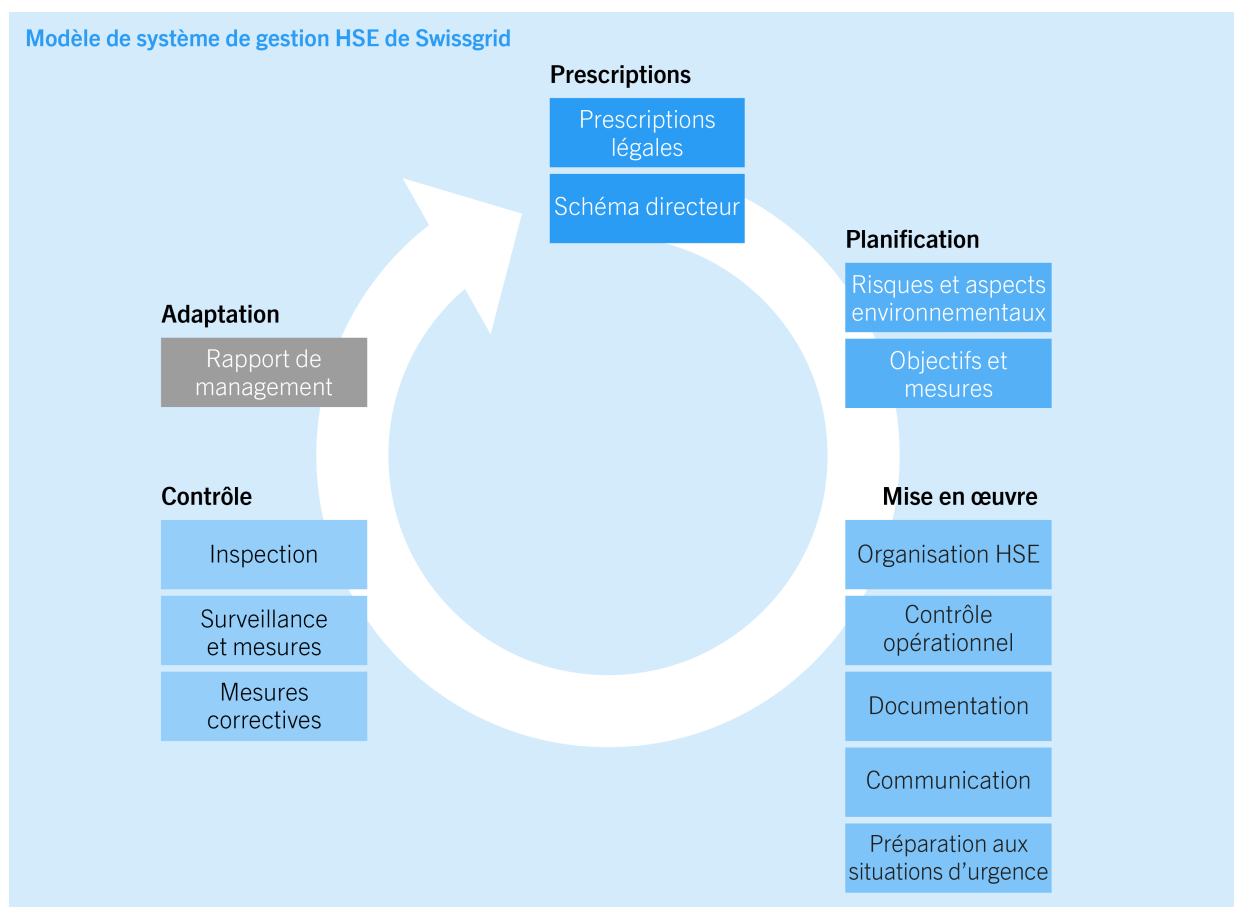 Modèle de système de gestion HSE de Swissgrid
Prescriptions
Prescriptions
légales
Schéma directeur
Planification
Risques et aspects
environnementaux
Objectifs et
mesures
Mise en œuvre
Organisation HSE
Contrôle
opérationnel
Documentation
Communication
Préparation aux
situations d’urgence
Contrôle
Inspection
Surveillance
et mesures
Mesures
correctives
Adaptation
Rapport de
management